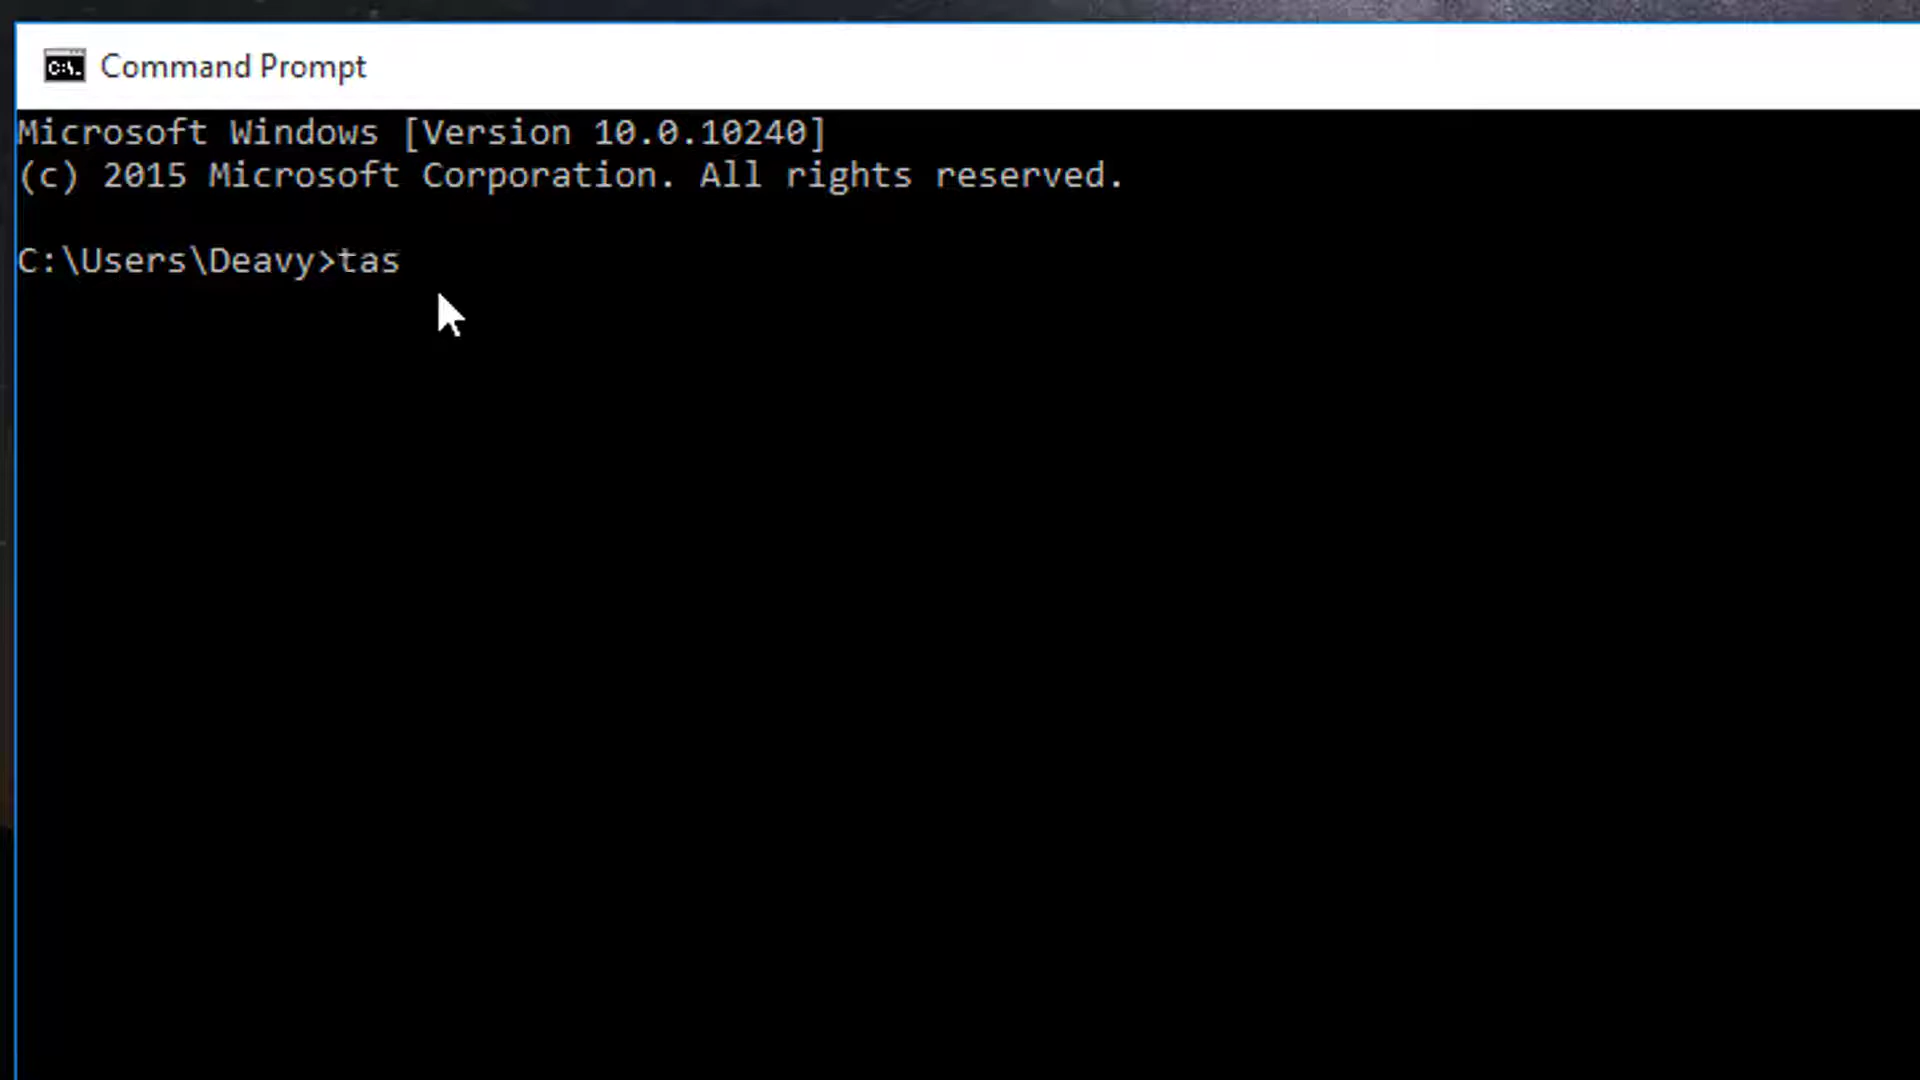 Command Prompt
Microsoft Windows [Version 10.0.10240]
(c) 2015 Microsoft Corporation. All rights reserved.
C:\Users\Deavy>tas